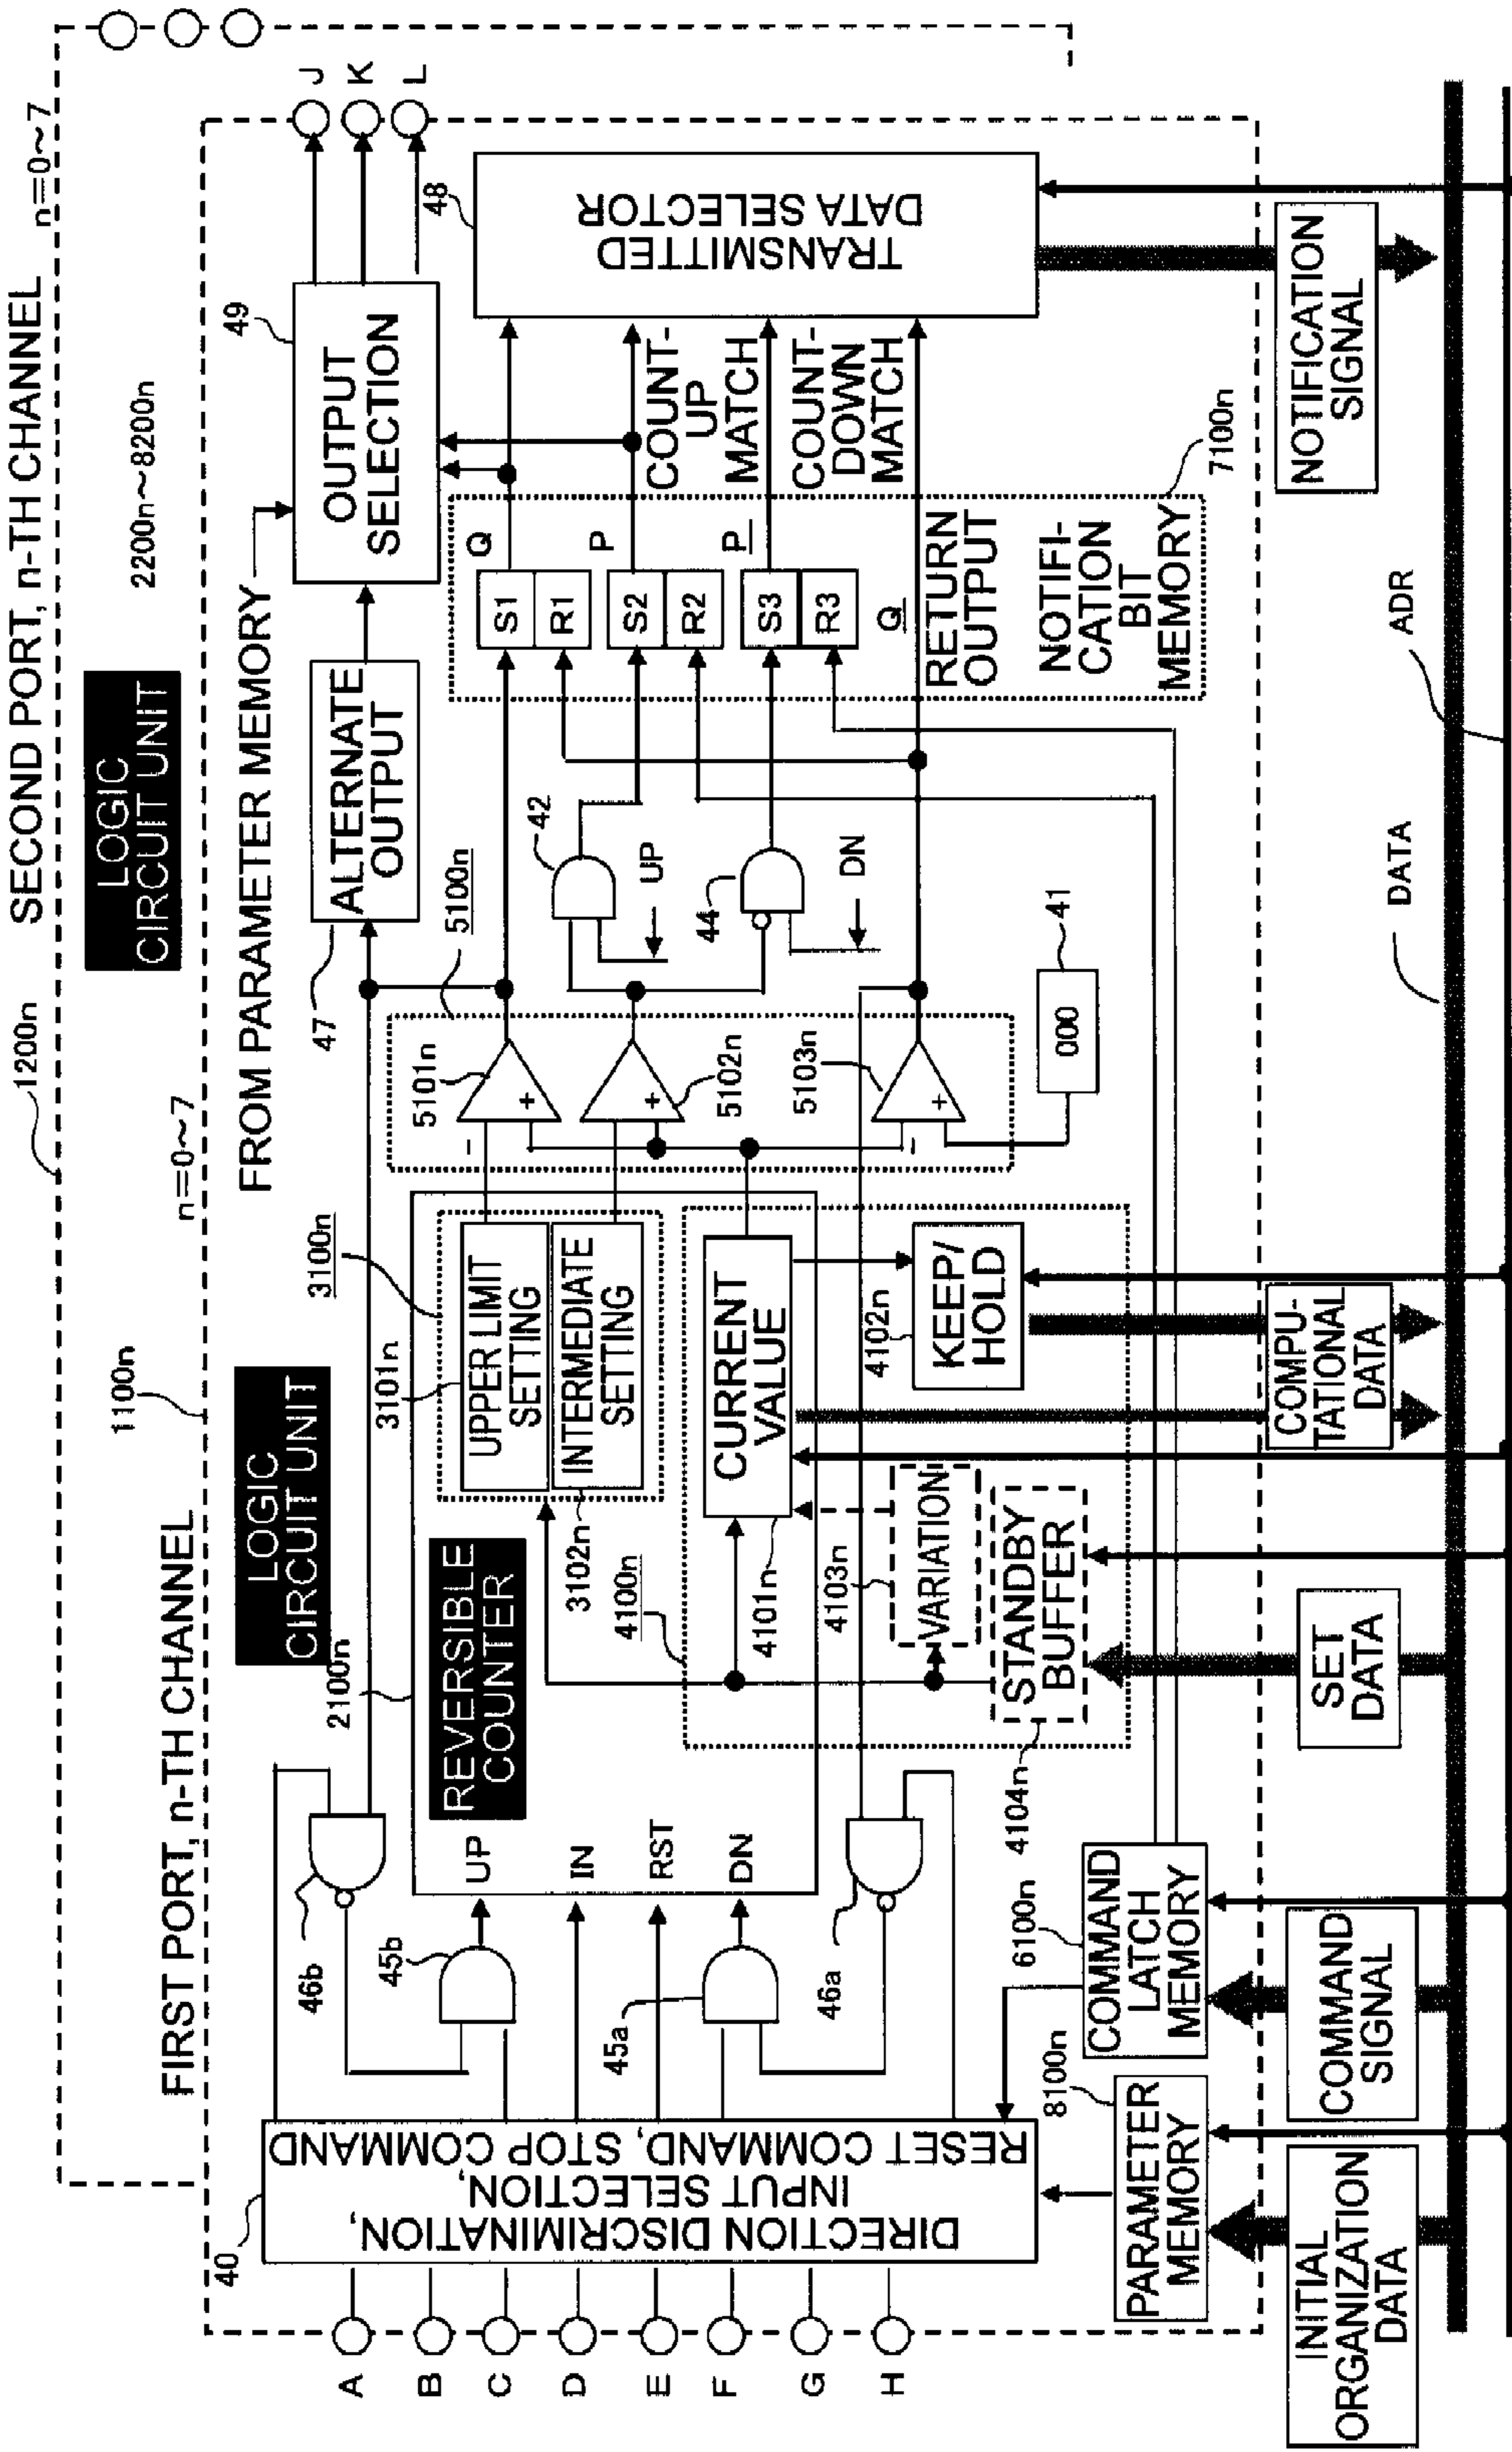 1200n
SECOND PORT, n-TH CHANNEL
n=0~7
LOGIC
CIRCUIT UNIT
2200n~8200n
1100n
FIRST PORT, n-TH CHANNEL
n=0~7
LOGIC
CIRCUIT UNIT
FROM PARAMETER MEMORY
47
ALTERNATE
OUTPUT
49
OUTPUT
SELECTION
J
K
L
A
B
C
D
E
F
G
H
40
DIRECTION DISCRIMINATION,
INPUT SELECTION,
RESET COMMAND, STOP COMMAND
46b
45b
45a
46a
2100n
REVERSIBLE
COUNTER
UP
IN
RST
DN
3100n
3101n
UPPER LIMIT
SETTING
INTERMEDIATE
SETTING
3102n
4100n
CURRENT
VALUE
4101n
4102n
KEEP/
HOLD
4103n
VARIATION
STANDBY
BUFFER
4104n
5100n
5101n
−
+
5102n
+
5103n
−
+
000
41
42
UP
44
DN
S1
R1
Q
S2
R2
P
S3
R3
P
Q
RETURN
OUTPUT
NOTIFI-
CATION
BIT
MEMORY
7100n
COUNT-
UP
MATCH
COUNT-
DOWN
MATCH
48
TRANSMITTED
DATA SELECTOR
8100n
PARAMETER
MEMORY
6100n
COMMAND
LATCH
MEMORY
INITIAL
ORGANIZATION
DATA
COMMAND
SIGNAL
SET
DATA
COMPU-
TATIONAL
DATA
NOTIFICATION
SIGNAL
DATA
ADR